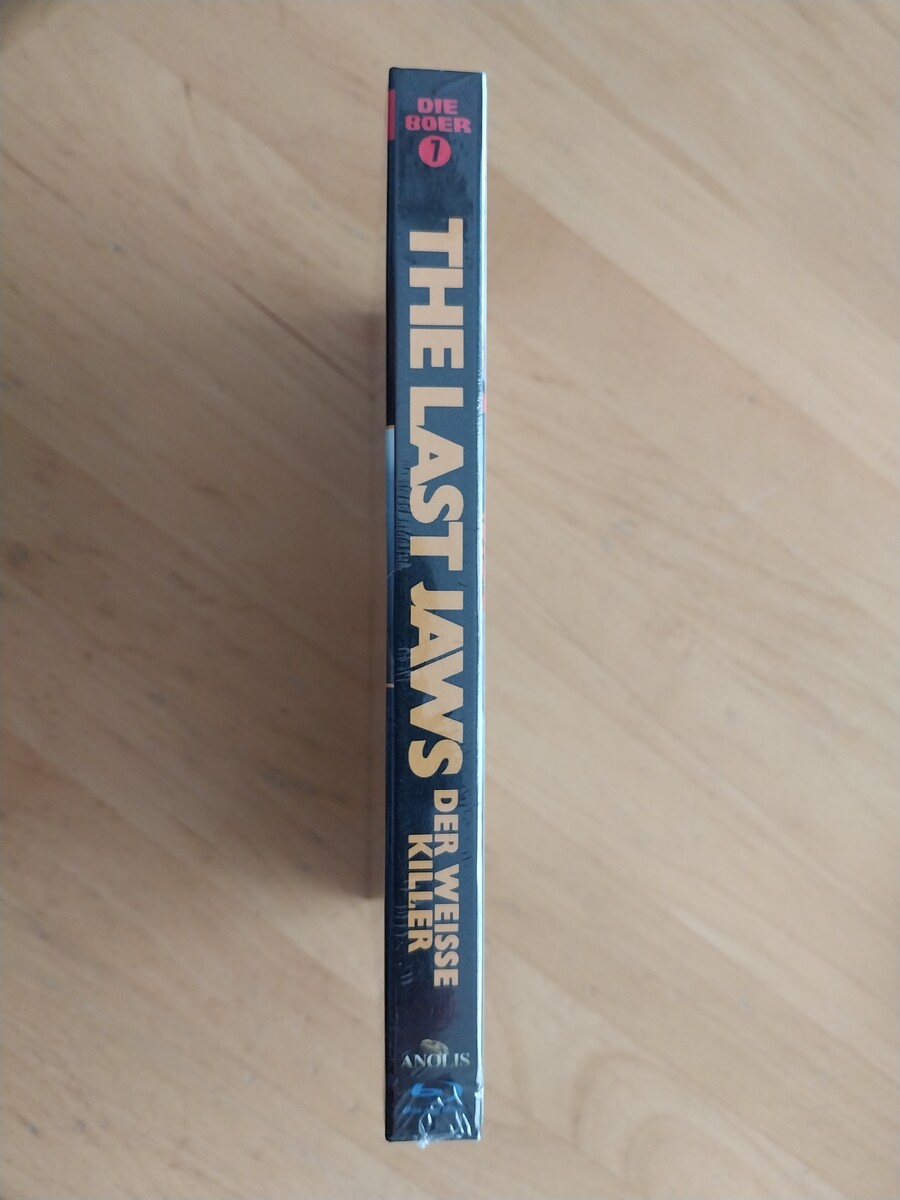 DIE
80ER
7
THE LAST JAWS
DER WEISSE
KILLER
ANOLIS